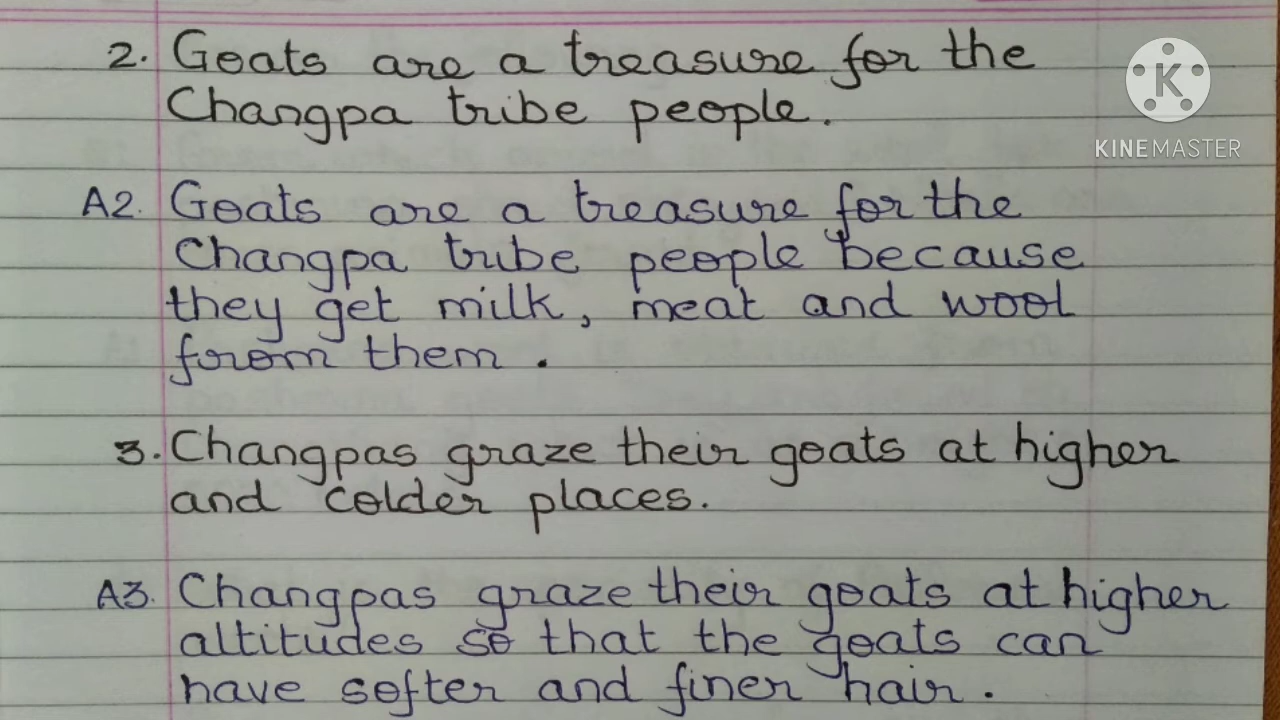 2. Goats are a treasure for the
Changpa tribe people.
K
KINEMASTER
A2. Goats are a treasure for the
Changpa tribe people because
they get milk, meat and wool
from them.
3. Changpas graze their goats at higher
and colder places.
A3. Changpas graze their goats at higher
altitudes so that the goats can
have softer and finer hair.